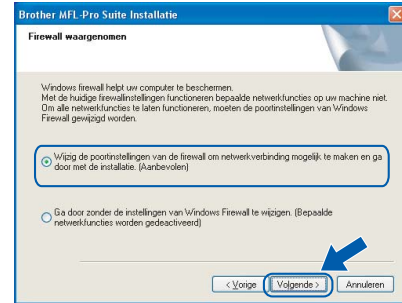 Brother MFL-Pro Suite Installatie
Firewall waargenomen
Windows firewall helpt uw computer te beschermen.
Met de huidige firewallinstellingen functioneren bepaalde netwerkfuncties op uw machine niet.
Om alle netwerkfuncties te laten functioneren, moeten de poortinstellingen van Windows
Firewall gewijzigd worden.
Wijzig de poortinstellingen van de firewall om netwerkverbinding mogelijk te maken en ga
door met de installatie. (Aanbevolen)
Ga door zonder de instellingen van Windows Firewall te wijzigen. (Bepaalde
netwerkfuncties worden gedeactiveerd)
< Vorige
Volgende >
Annuleren